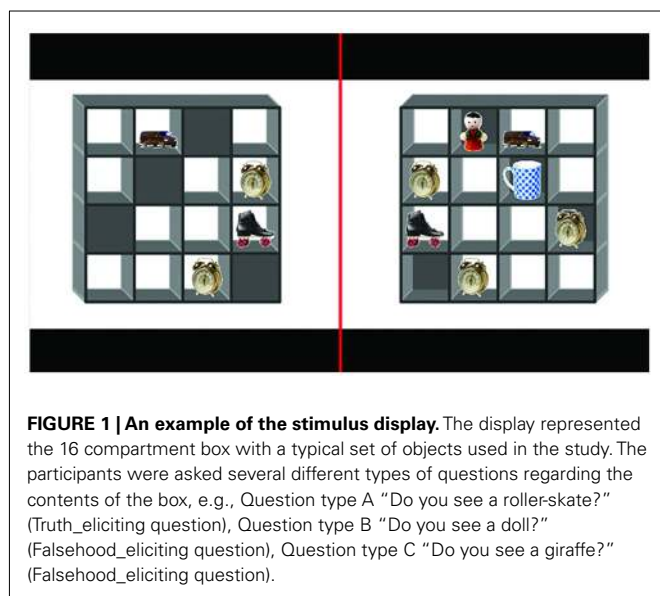 FIGURE 1 | An example of the stimulus display. The display represented
the 16 compartment box with a typical set of objects used in the study. The
participants were asked several different types of questions regarding the
contents of the box, e.g., Question type A “Do you see a roller-skate?”
(Truth_eliciting question), Question type B “Do you see a doll?”
(Falsehood_eliciting question), Question type C “Do you see a giraffe?”
(Falsehood_eliciting question).